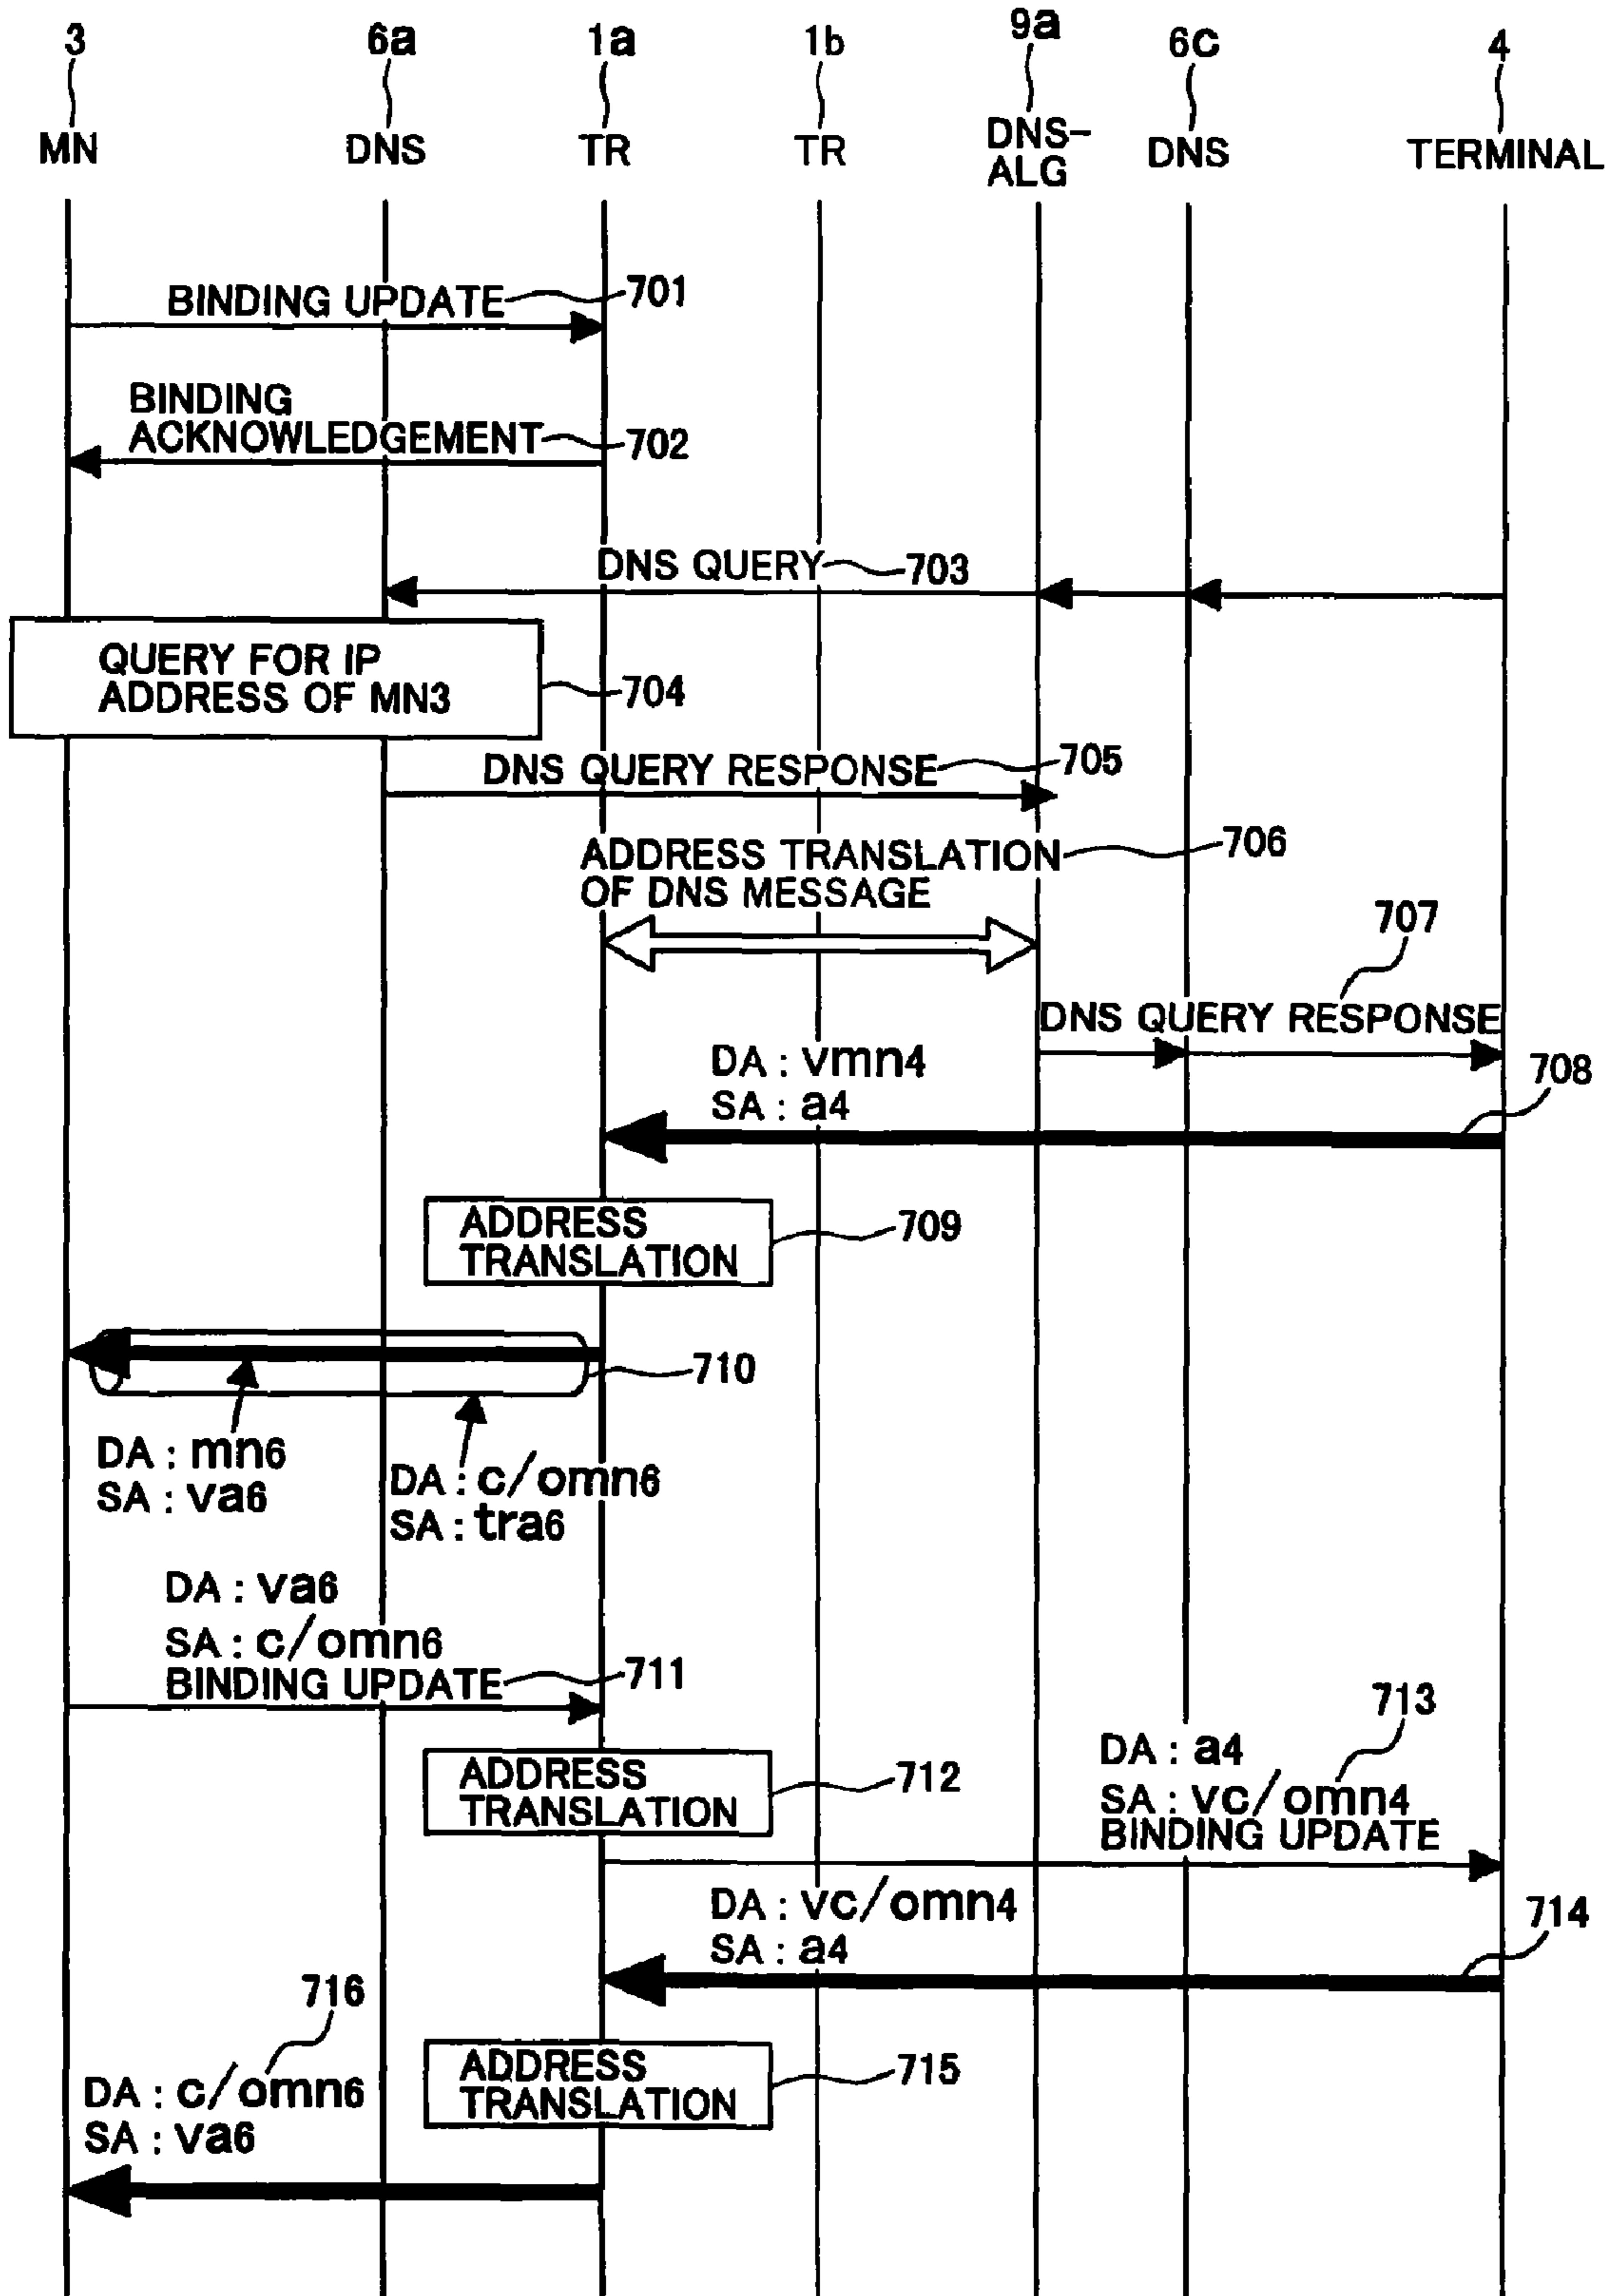 3
6a
1a
1b
9a
6c
4
MN
DNS
TR
TR
DNS-
ALG
DNS
TERMINAL
BINDING UPDATE
701
BINDING
ACKNOWLEDGEMENT
702
DNS QUERY
703
QUERY FOR IP
ADDRESS OF MN3
704
DNS QUERY RESPONSE
705
ADDRESS TRANSLATION
OF DNS MESSAGE
706
707
DNS QUERY RESPONSE
DA : vmn4
SA : a4
708
ADDRESS
TRANSLATION
709
710
DA : mn6
SA : va6
DA : c/omn6
SA : tra6
DA : va6
SA : c/omn6
BINDING UPDATE
711
ADDRESS
TRANSLATION
712
713
DA : a4
SA : vc/omn4
BINDING UPDATE
DA : vc/omn4
SA : a4
714
716
DA : c/omn6
SA : va6
ADDRESS
TRANSLATION
715